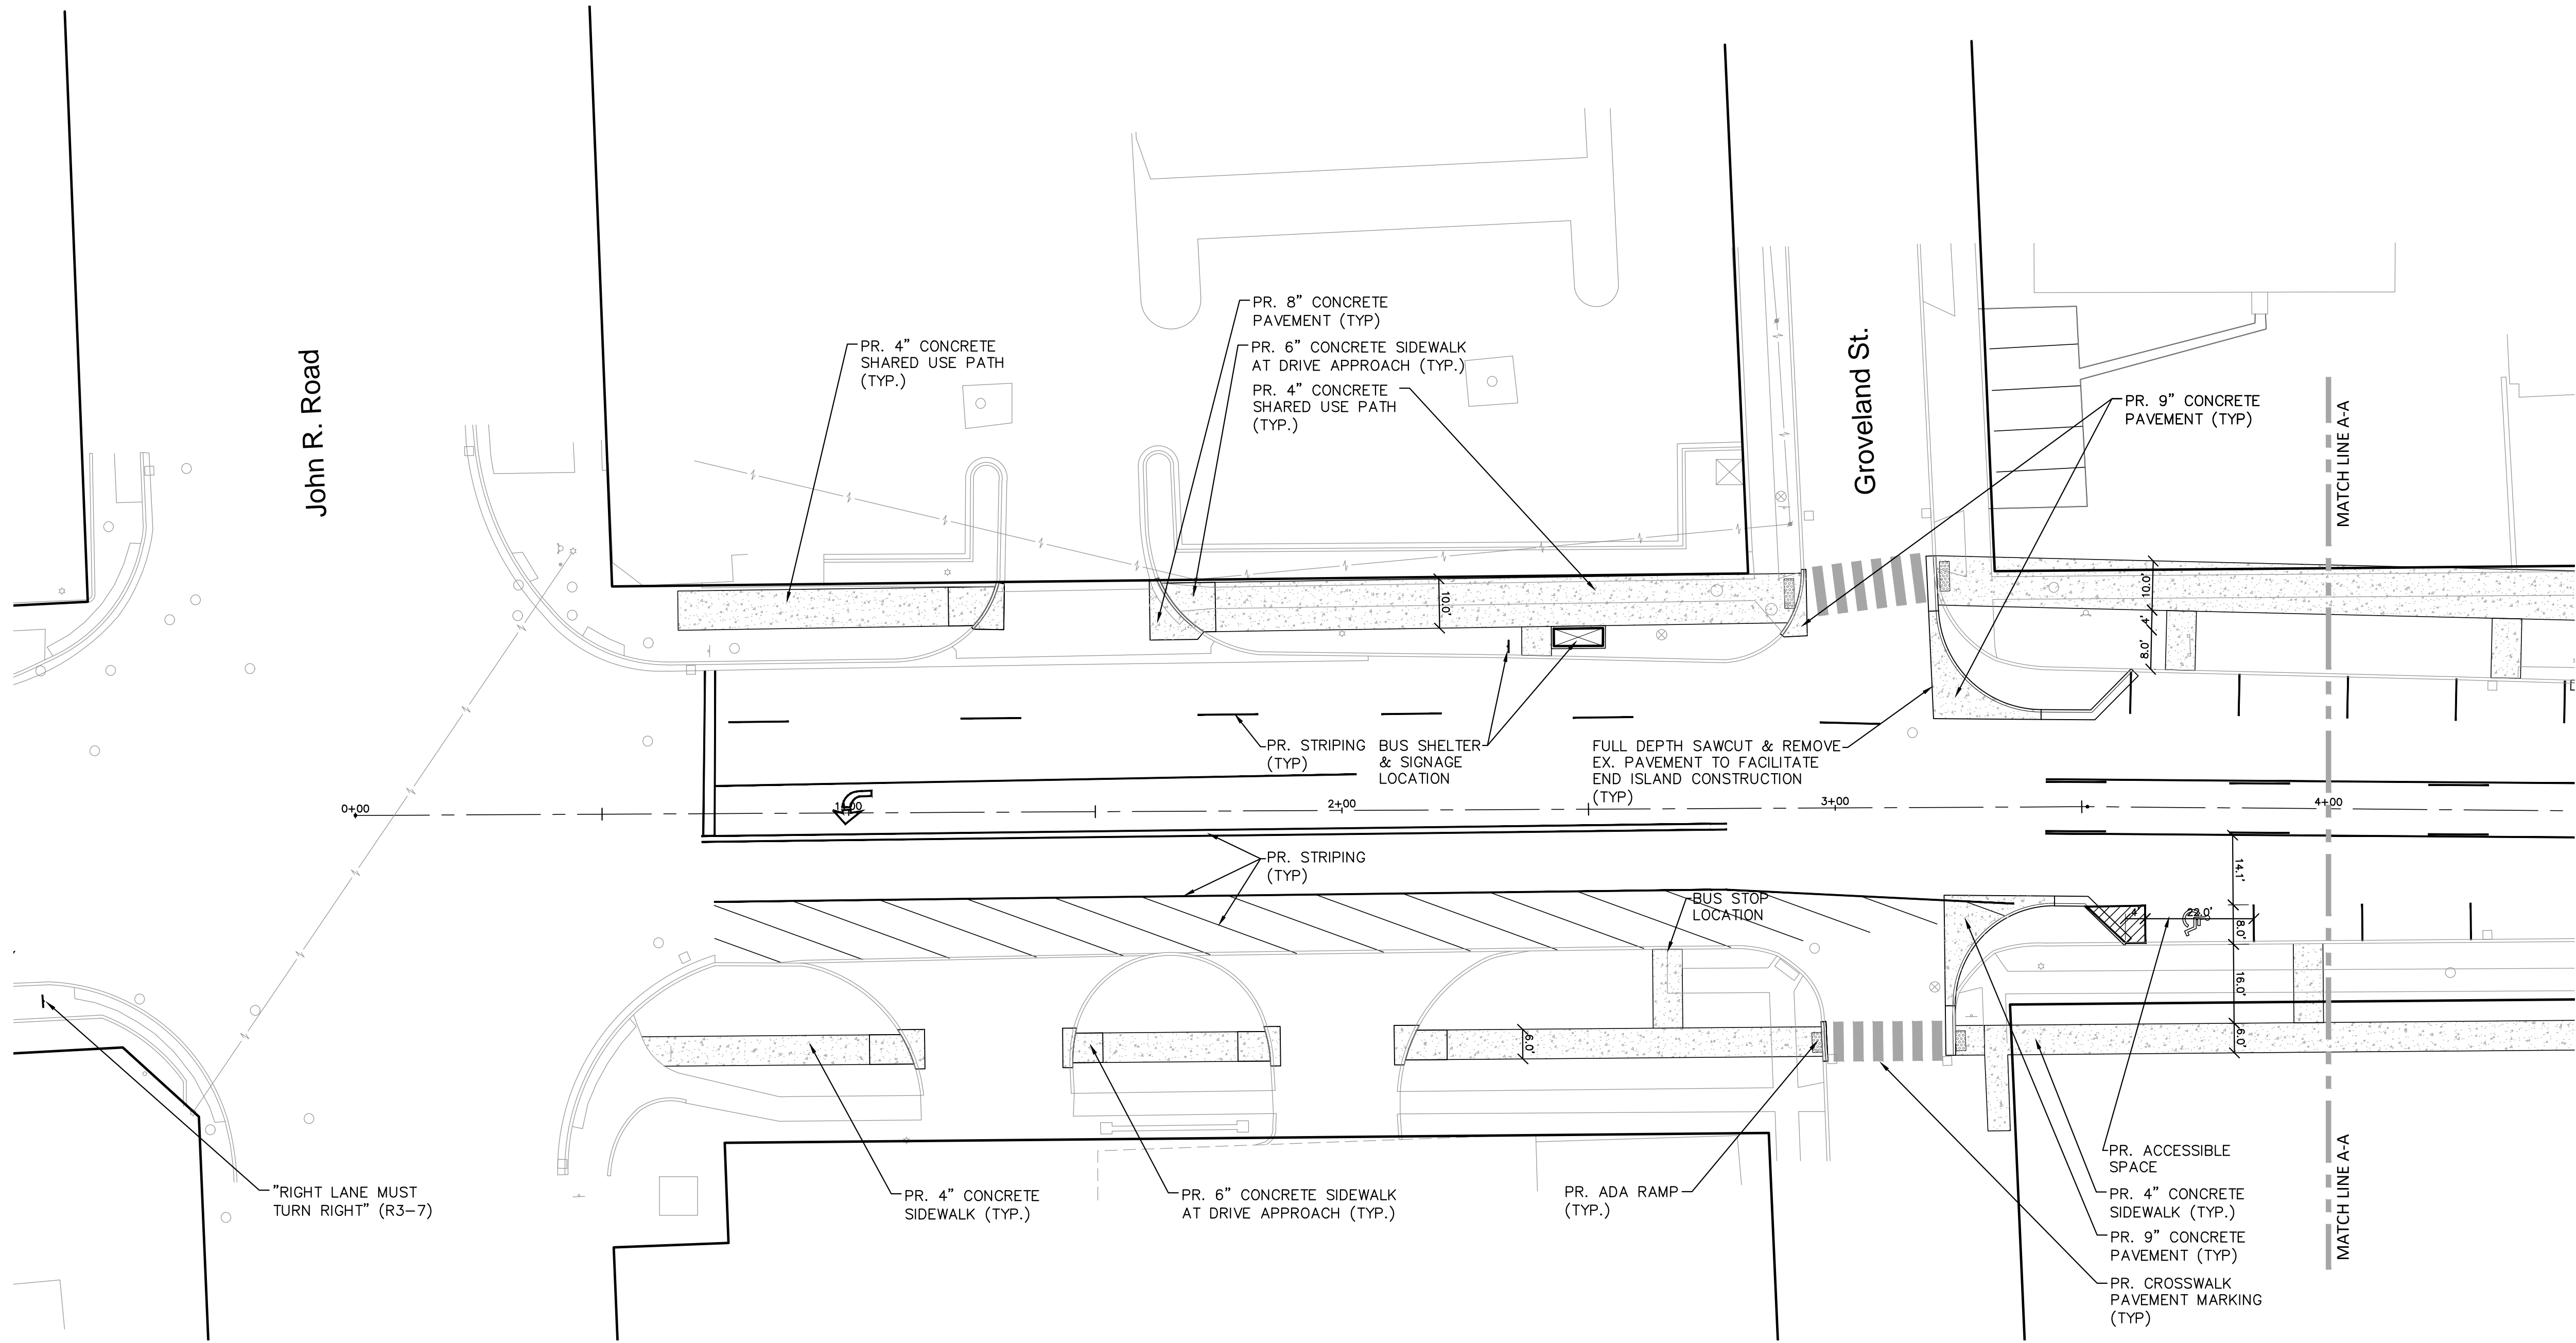 John R. Road
Groveland St.
PR. 8" CONCRETE
PAVEMENT (TYP)
PR. 6" CONCRETE SIDEWALK
AT DRIVE APPROACH (TYP.)
PR. 4" CONCRETE
SHARED USE PATH
(TYP.)
PR. 4" CONCRETE
SHARED USE PATH
(TYP.)
PR. 9" CONCRETE
PAVEMENT (TYP)
MATCH LINE A-A
10.0'
10.0'
4'
8.0'
PR. STRIPING
(TYP)
BUS SHELTER
& SIGNAGE
LOCATION
FULL DEPTH SAWCUT & REMOVE
EX. PAVEMENT TO FACILITATE
END ISLAND CONSTRUCTION
(TYP)
0+00
1+00
2+00
3+00
4+00
PR. STRIPING
(TYP)
BUS STOP
LOCATION
14.1'
4'
22.0'
8.0'
16.0'
6.0'
6.0'
"RIGHT LANE MUST
TURN RIGHT" (R3-7)
PR. 4" CONCRETE
SIDEWALK (TYP.)
PR. 6" CONCRETE SIDEWALK
AT DRIVE APPROACH (TYP.)
PR. ADA RAMP
(TYP.)
PR. ACCESSIBLE
SPACE
PR. 4" CONCRETE
SIDEWALK (TYP.)
PR. 9" CONCRETE
PAVEMENT (TYP)
PR. CROSSWALK
PAVEMENT MARKING
(TYP)
MATCH LINE A-A